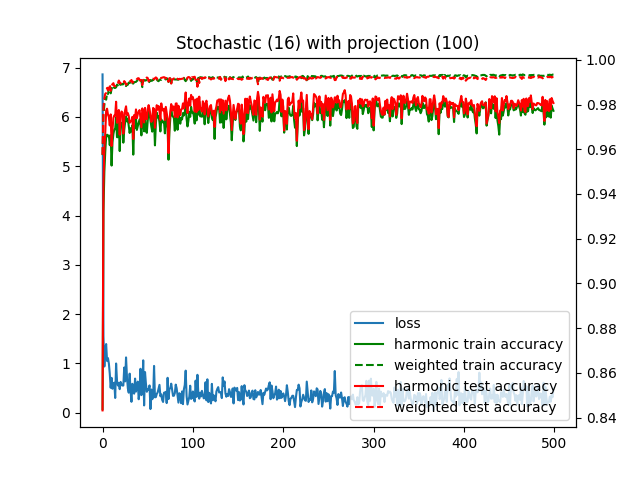 Stochastic (16) with projection (100)
7
6
5
4
3
2
1
0
1.00
0.98
0.96
0.94
0.92
0.90
0.88
0.86
0.84
loss
harmonic train accuracy
weighted train accuracy
harmonic test accuracy
weighted test accuracy
0 100 200 300 400 500